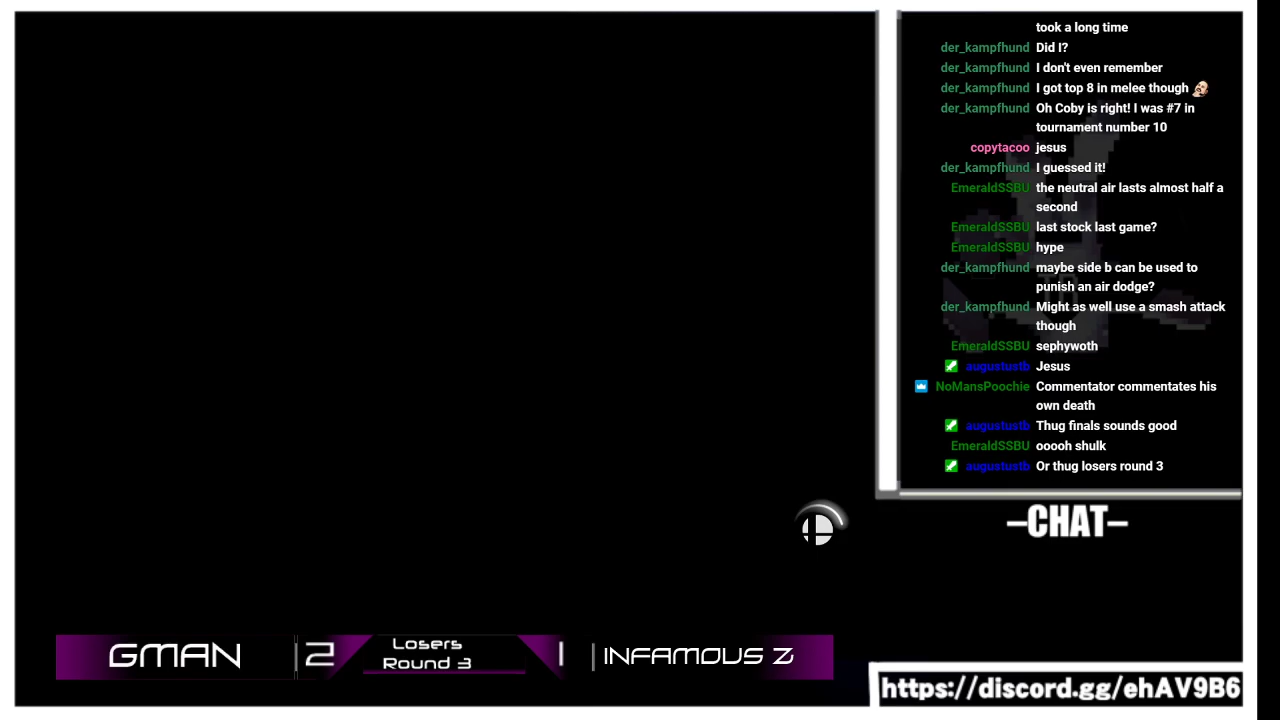 took a long time
der_kampfhund Did I?
der_kampfhund I don't even remember
der_kampfhund I got top 8 in melee though
der_kampfhund Oh Coby is right! I was #7 in
tournament number 10
copytacoo jesus
der_kampfhund I guessed it!
EmeraldSSBU the neutral air lasts almost half a
second
EmeraldSSBU last stock last game?
EmeraldSSBU hype
der_kampfhund maybe side b can be used to
punish an air dodge?
der_kampfhund Might as well use a smash attack
though
EmeraldSSBU sephywoth
augustustb Jesus
NoMansPoochie Commentator commentates his
own death
augustustb Thug finals sounds good
EmeraldSSBU ooooh shulk
augustustb Or thug losers round 3
–CHAT–
GMAN 2 Losers Round 3 1 INFAMOUS Z
https://discord.gg/ehAV9B6